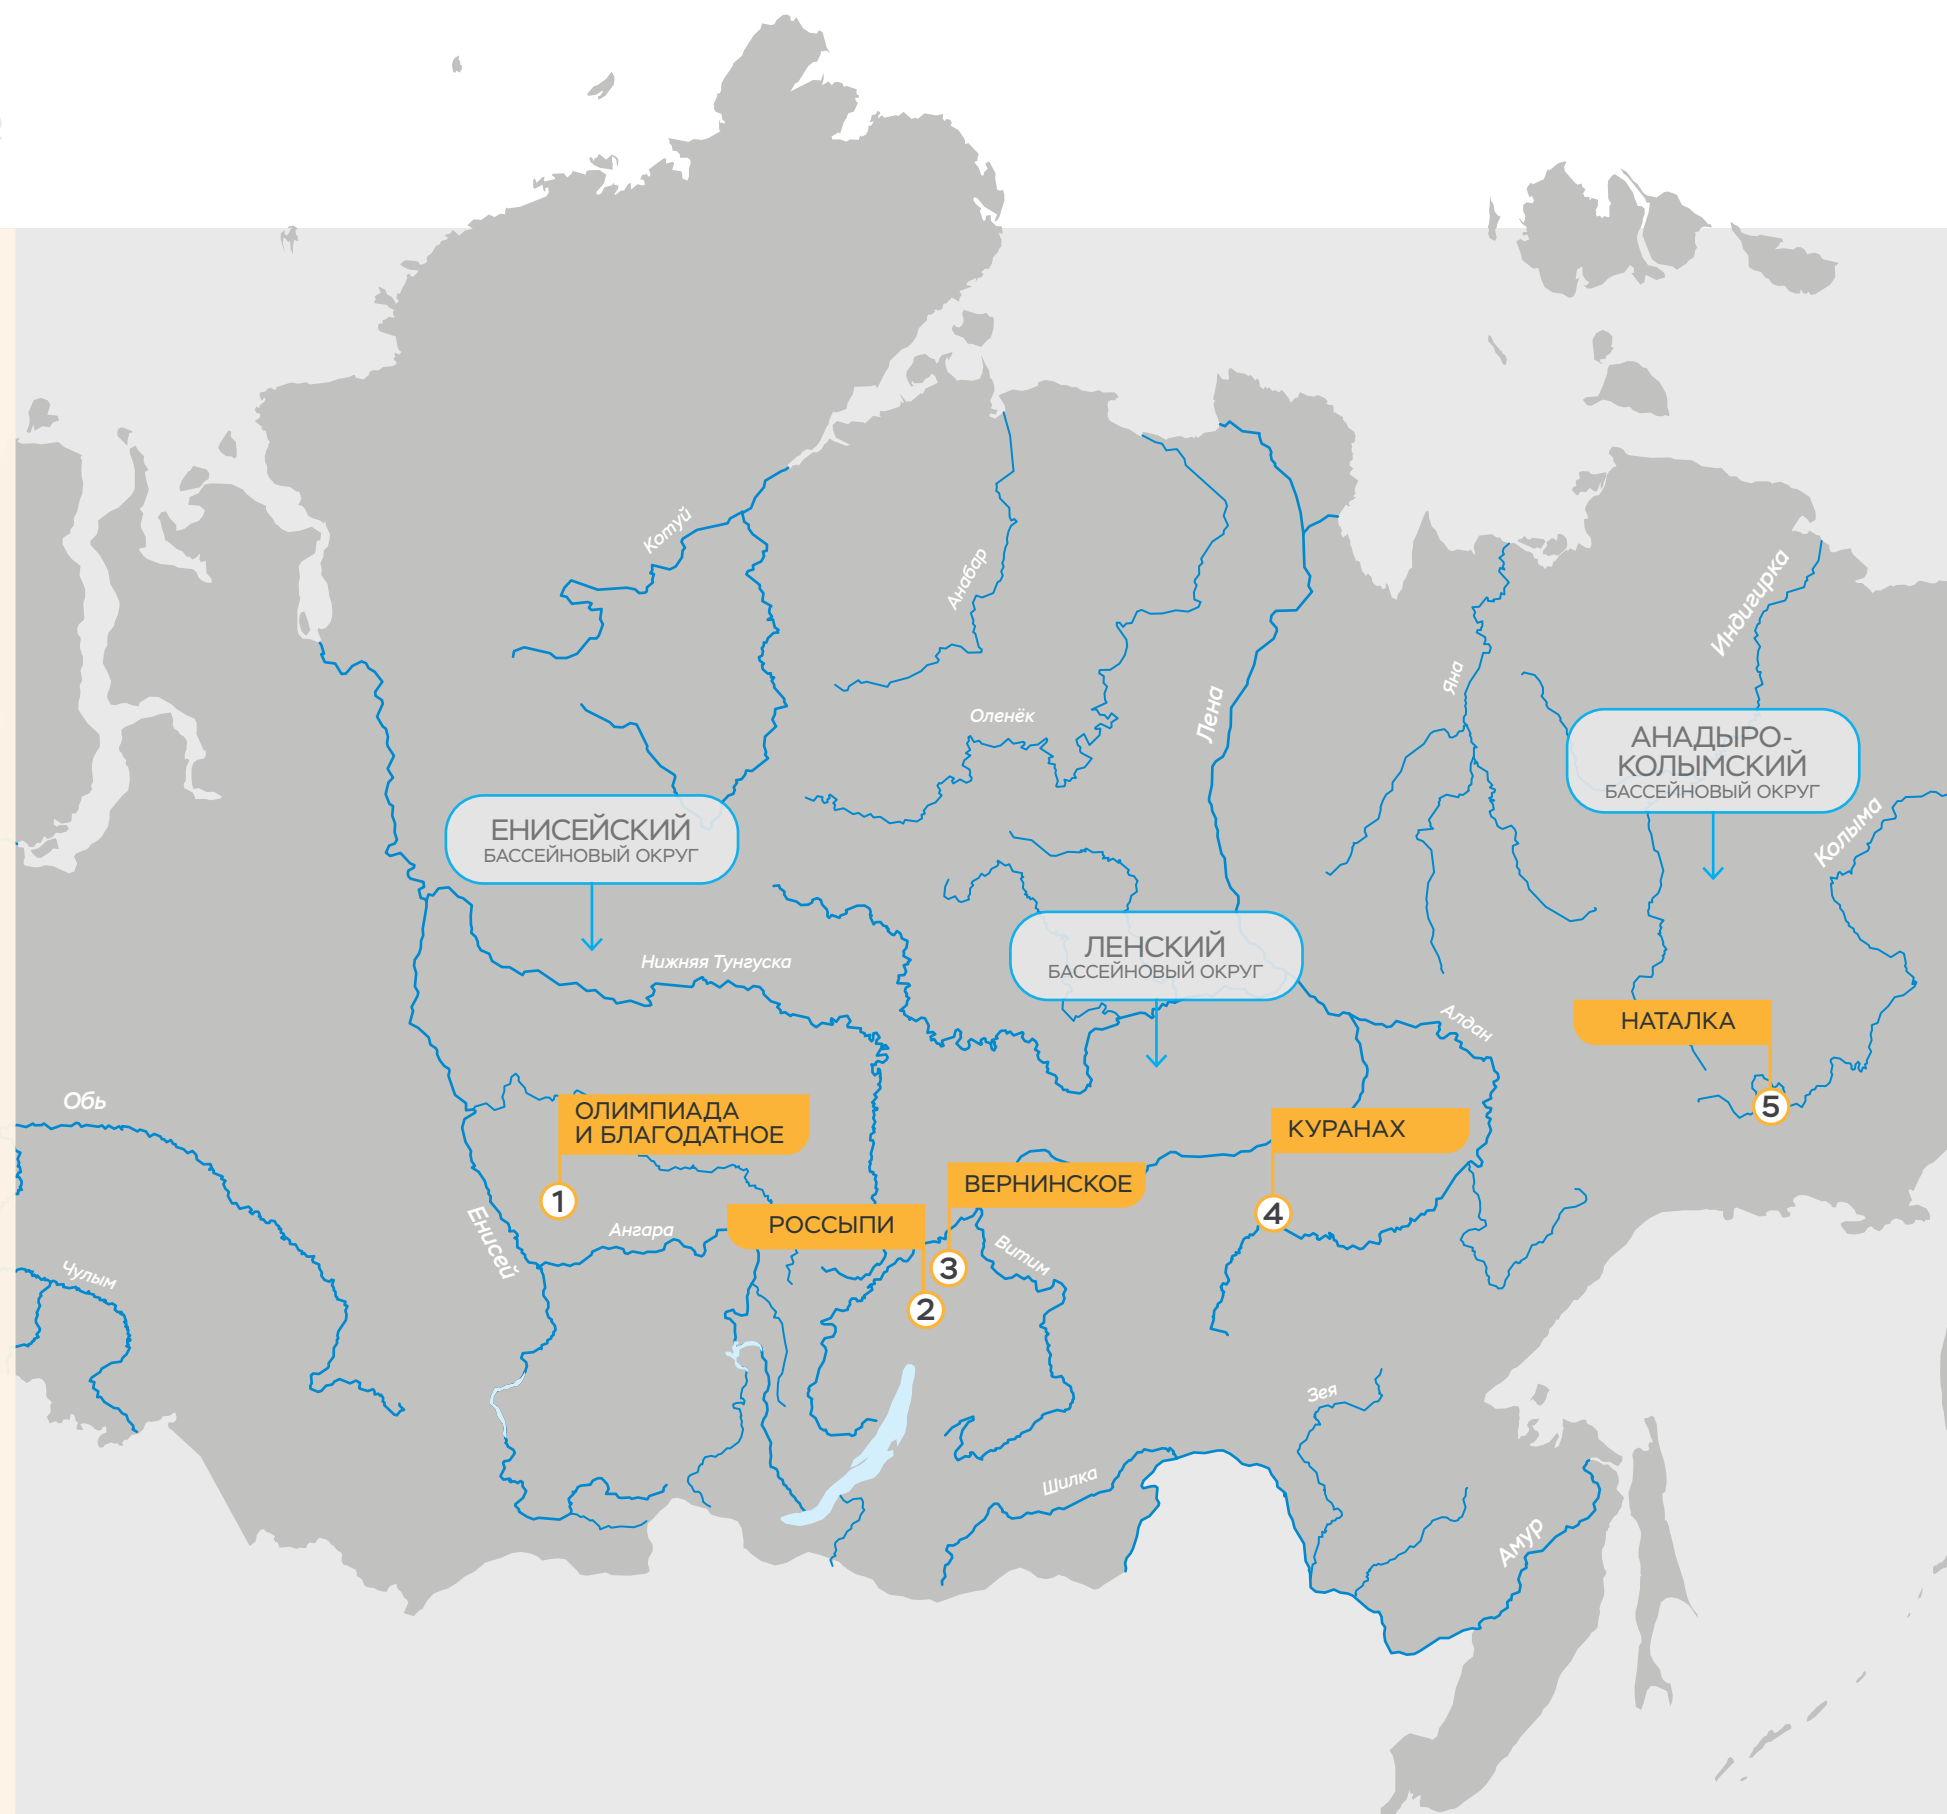 Котуй
Анабар
Индигирка
Яна
Оленёк
Лена
АНАДЫРО-
КОЛЫМСКИЙ
БАССЕЙНОВЫЙ ОКРУГ
ЕНИСЕЙСКИЙ
БАССЕЙНОВЫЙ ОКРУГ
Колыма
ЛЕНСКИЙ
БАССЕЙНОВЫЙ ОКРУГ
Нижняя Тунгуска
Алдан
НАТАЛКА
5
Обь
ОЛИМПИАДА
И БЛАГОДАТНОЕ
1
КУРАНАХ
4
ВЕРНИНСКОЕ
3
РОССЫПИ
2
Ангара
Енисей
Витим
Чулым
Зея
Шилка
Амур